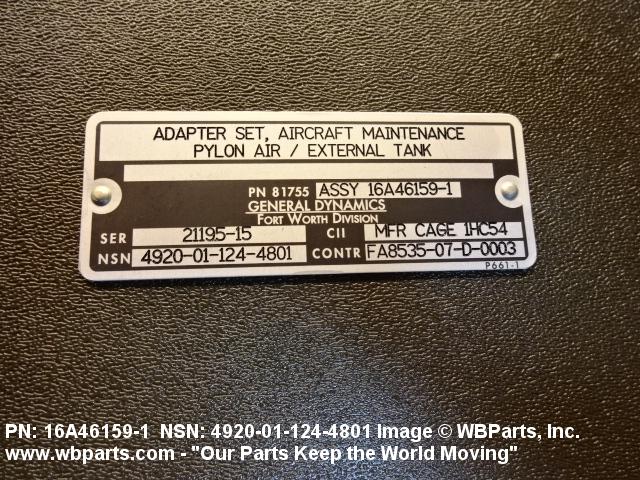 ADAPTER SET, AIRCRAFT MAINTENANCE
PYLON AIR / EXTERNAL TANK
PN 81755 ASSY 16A46159-1
GENERAL DYNAMICS
FORT WORTH DIVISION
SER 21195-15 CII MFR CAGE 1HC54
NSN 4920-01-124-4801 CONTR FA8535-07-D-0003
P661-1
PN: 16A46159-1 NSN: 4920-01-124-4801 Image © WBParts, Inc.
www.wbparts.com - "Our Parts Keep the World Moving"